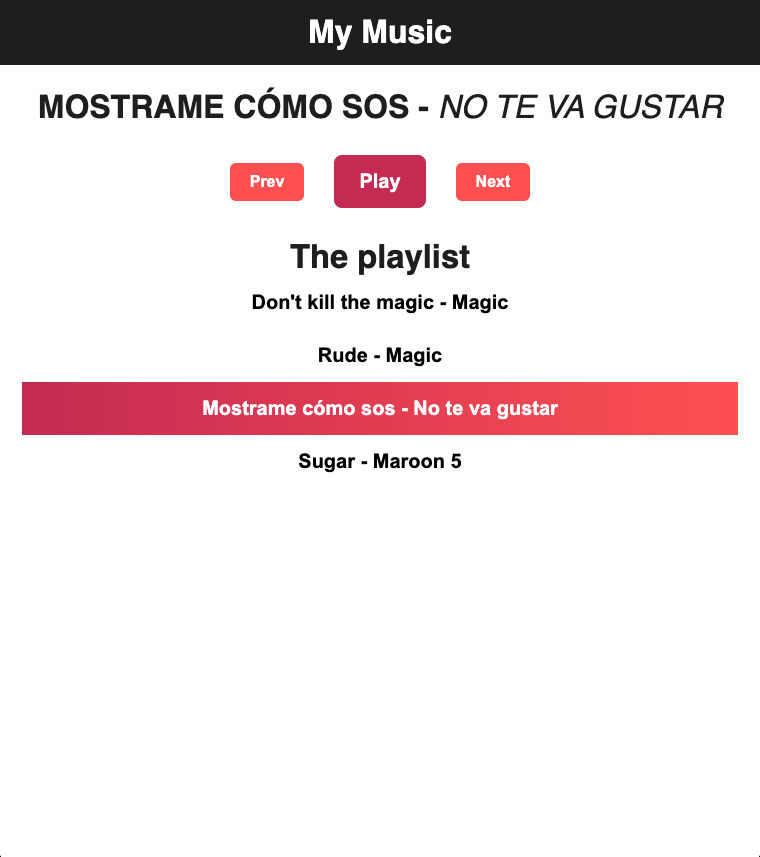 My Music
MOSTRAME CÓMO SOS - NO TE VA GUSTAR
Prev Play Next
The playlist
Don't kill the magic - Magic
Rude - Magic
Mostrame cómo sos - No te va gustar
Sugar - Maroon 5